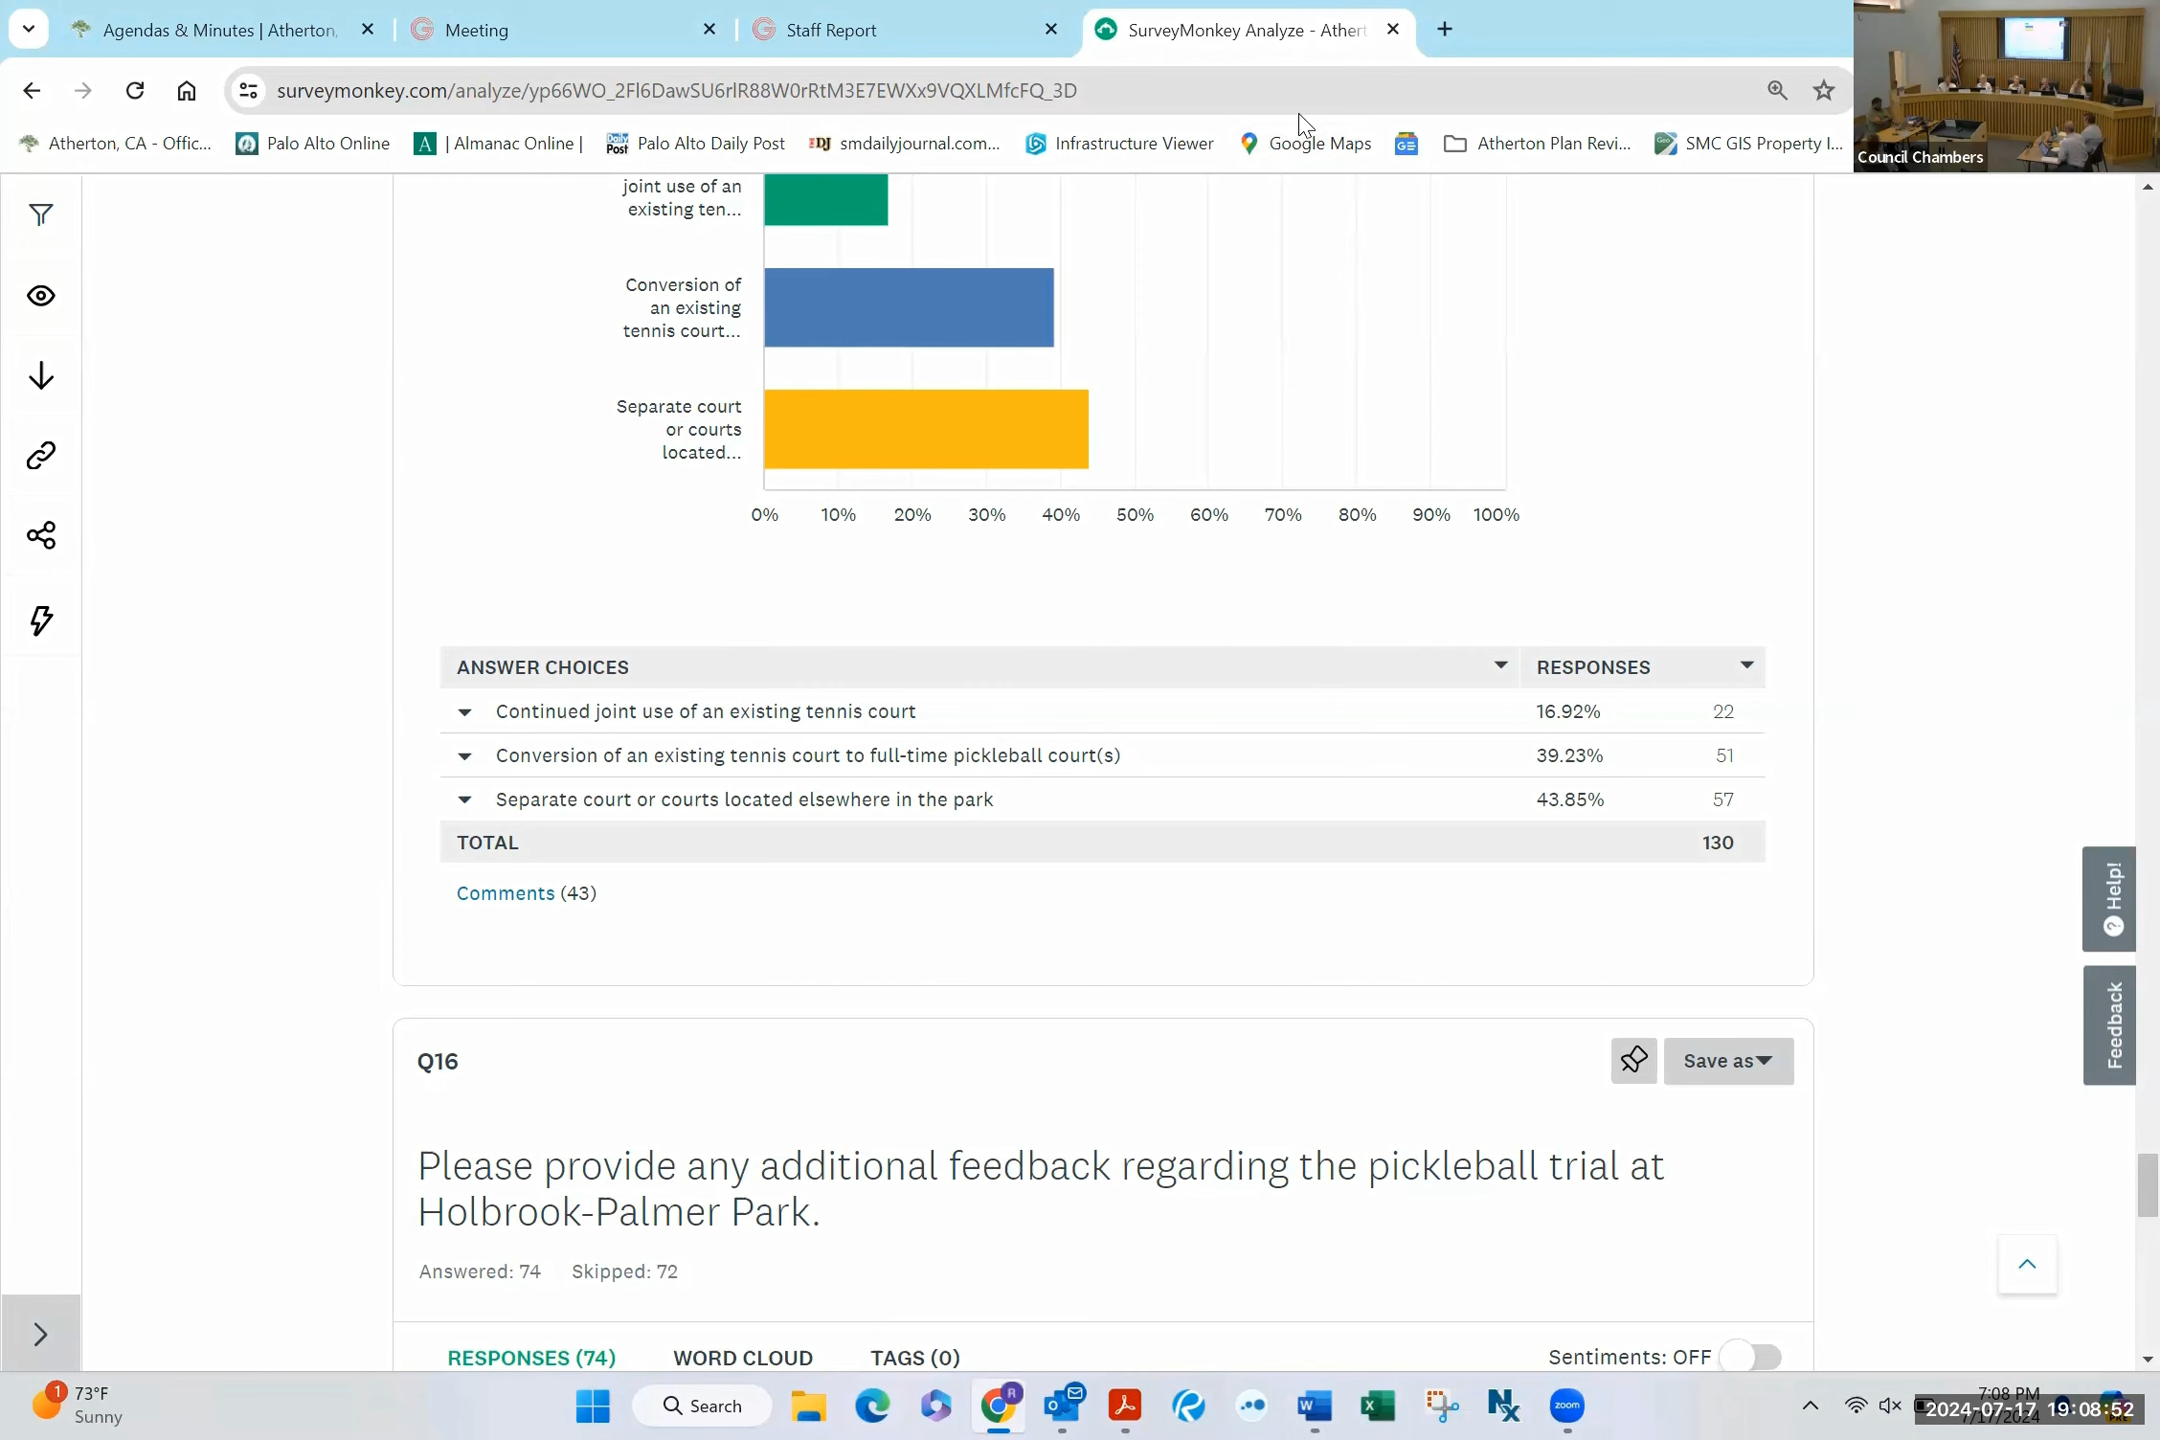 Agendas & Minutes | Atherton,
Meeting
Staff Report
SurveyMonkey Analyze - Athert
surveymonkey.com/analyze/yp66WO_2Fl6DawSU6rlR88W0rRtM3E7EWXx9VQXLMfcFQ_3D
Atherton, CA - Offic...
Palo Alto Online
A | Almanac Online |
Daily Post Palo Alto Daily Post
DJ smdailyjournal.com...
Infrastructure Viewer
Google Maps
GE
Atherton Plan Revi...
SMC GIS Property I...
Council Chambers
joint use of an
existing ten...
Conversion of
an existing
tennis court...
Separate court
or courts
located...
0% 10% 20% 30% 40% 50% 60% 70% 80% 90% 100%
ANSWER CHOICES RESPONSES
Continued joint use of an existing tennis court 16.92% 22
Conversion of an existing tennis court to full-time pickleball court(s) 39.23% 51
Separate court or courts located elsewhere in the park 43.85% 57
TOTAL 130
Comments (43)
Help!
Feedback
Q16
Save as
Please provide any additional feedback regarding the pickleball trial at
Holbrook-Palmer Park.
Answered: 74 Skipped: 72
RESPONSES (74) WORD CLOUD TAGS (0) Sentiments: OFF
1
73°F
Sunny
Search
R
zoom
7:08 PM
2024-07-17 19:08:52